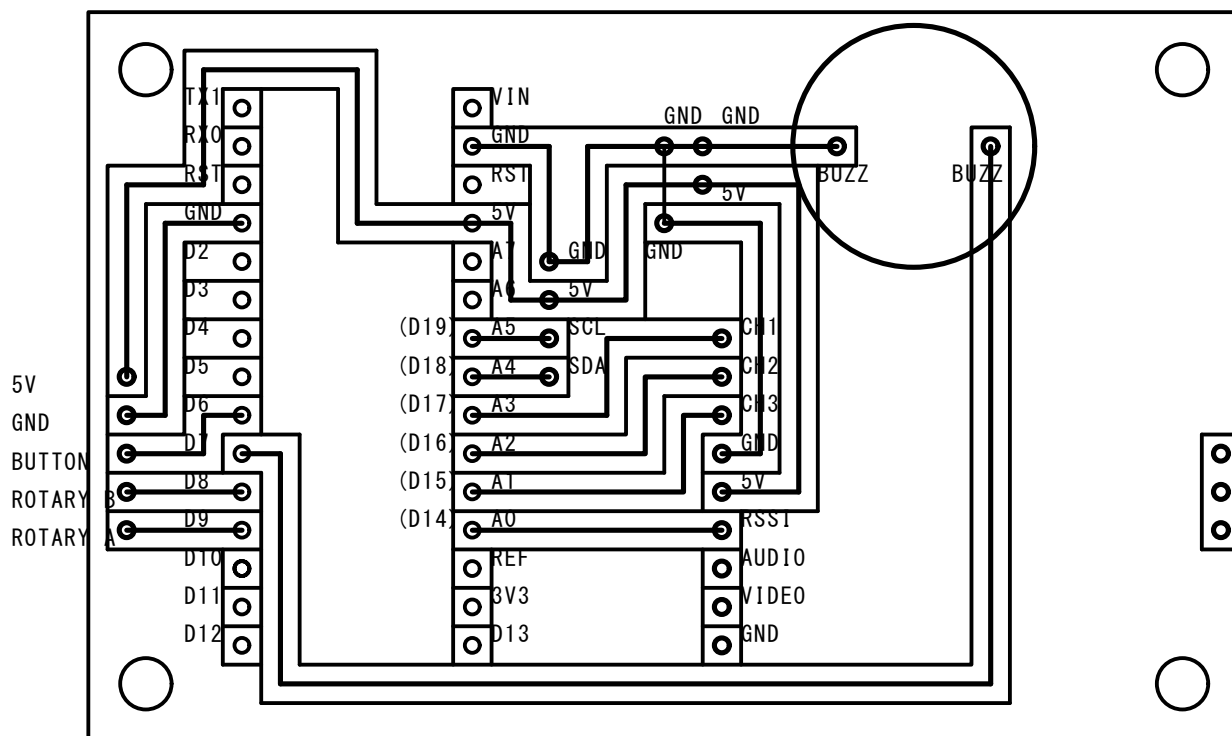 TX1
VIN
GND GND
RX0
GND
RST
RST
BUZZ
BUZZ
5V
GND
5V
D2
A7
GND
GND
D3
A6
5V
D4
(D19)
A5
SCL
CH1
D5
(D18)
A4
SDA
CH2
5V
D6
(D17)
A3
CH3
GND
D7
(D16)
A2
GND
BUTTON
D8
(D15)
A1
5V
ROTARY B
D9
(D14)
A0
RSSI
ROTARY A
D10
REF
AUDIO
D11
3V3
VIDEO
D12
D13
GND